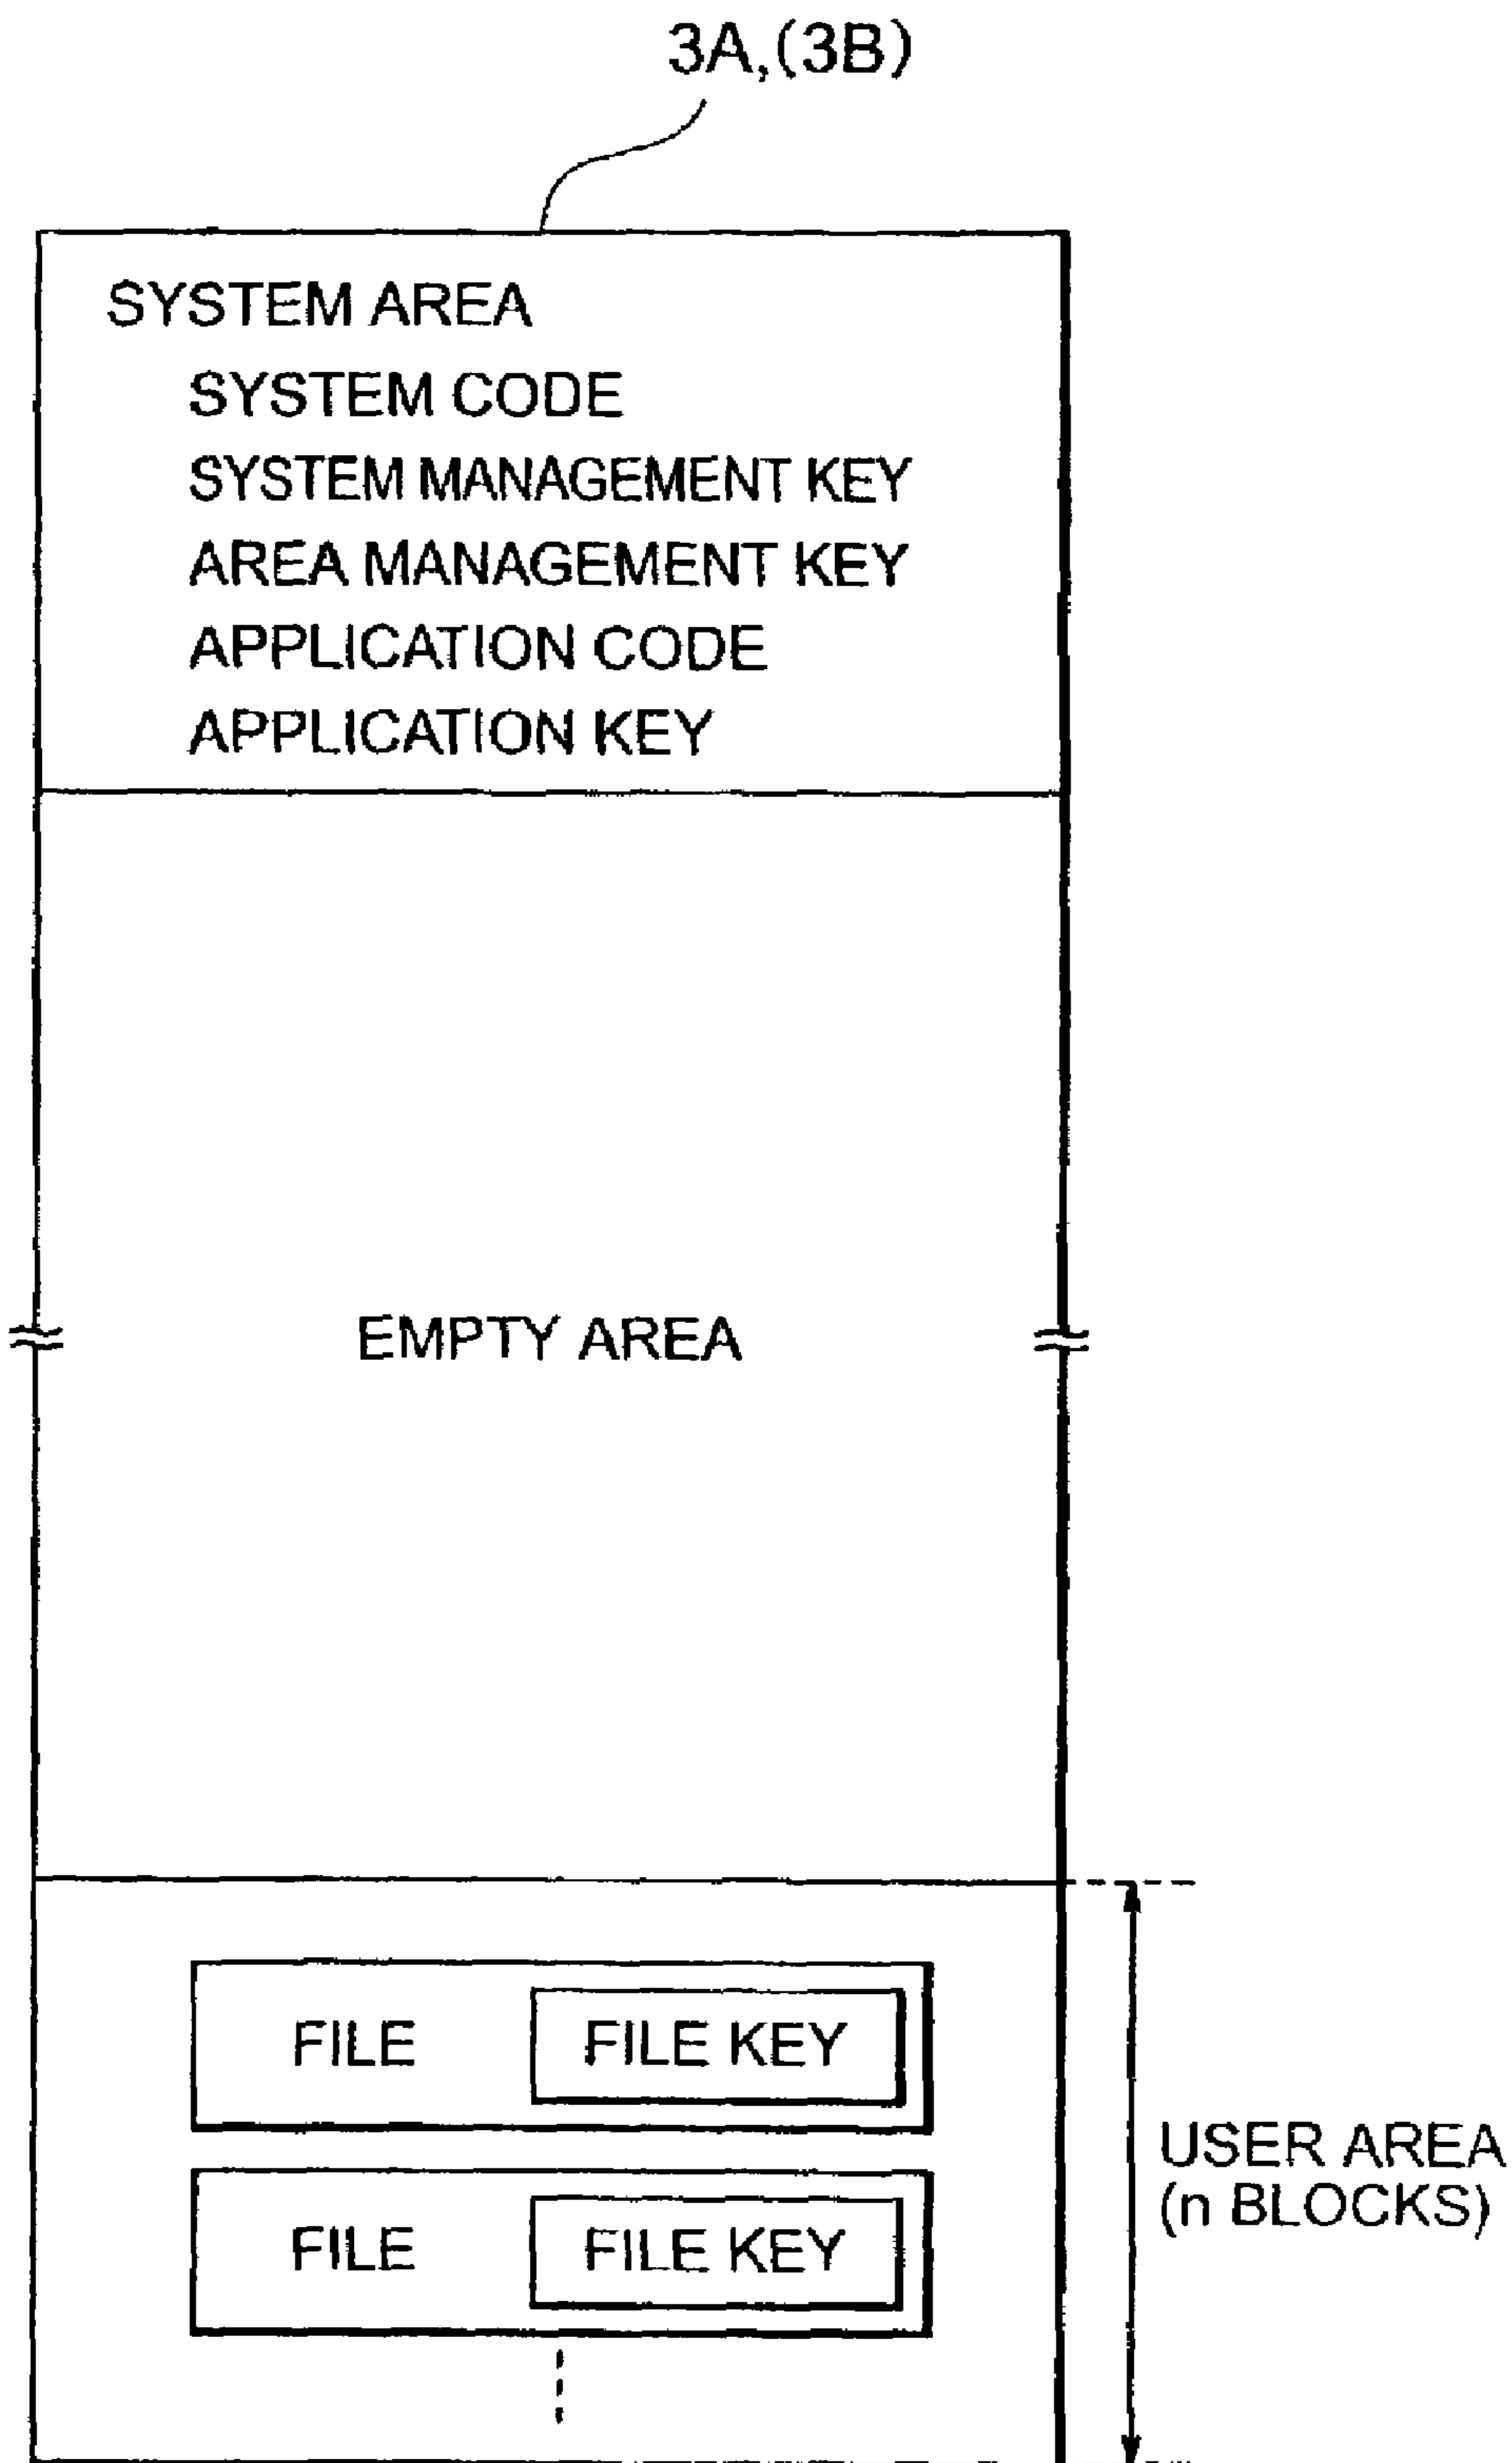 3A,(3B)
SYSTEM AREA
SYSTEM CODE
SYSTEM MANAGEMENT KEY
AREA MANAGEMENT KEY
APPLICATION CODE
APPLICATION KEY
EMPTY AREA
FILE FILE KEY
FILE FILE KEY
USER AREA
(n BLOCKS)